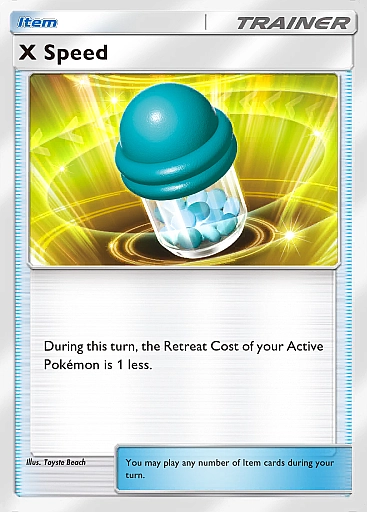 Item
TRAINER
X Speed
During this turn, the Retreat Cost of your Active
Pokémon is 1 less.
Illus. Toyste Beach
You may play any number of Item cards during your
turn.